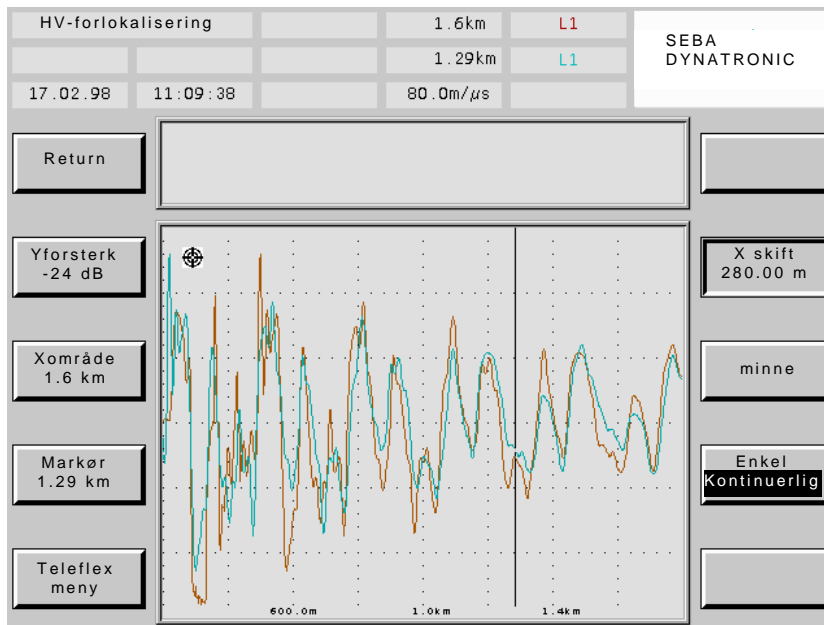 HV-forlokalisering
1.6km
L1
SEBA
DYNATRONIC
1.29km
L1
17.02.98
11:09:38
80.0m/µs
Return
Yforsterk
-24 dB
X skift
280.00 m
Xområde
1.6 km
minne
Markør
1.29 km
Enkel
Kontinuerlig
Teleflex
meny
600.0m
1.0km
1.4km